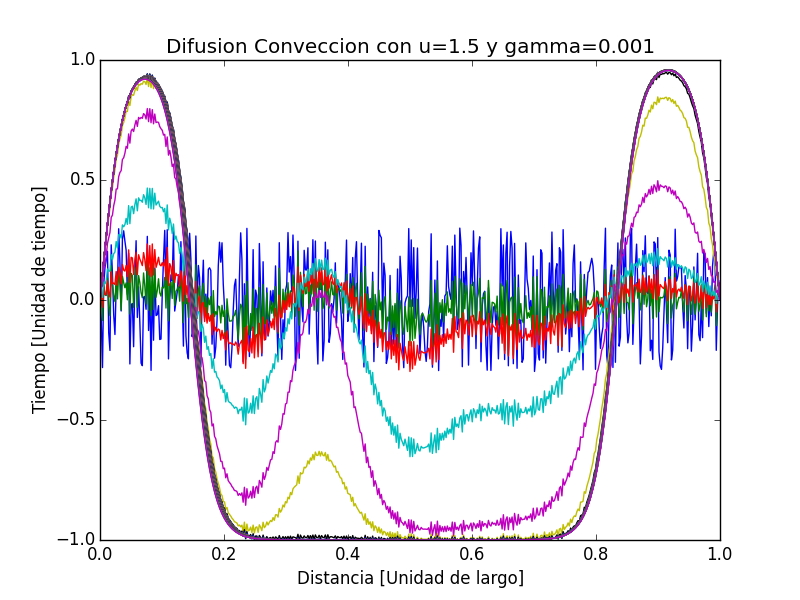 Difusion Conveccion con u=1.5 y gamma=0.001
Tiempo [Unidad de tiempo]
1.0
0.5
0.0
−0.5
−1.0
0.0 0.2 0.4 0.6 0.8 1.0
Distancia [Unidad de largo]